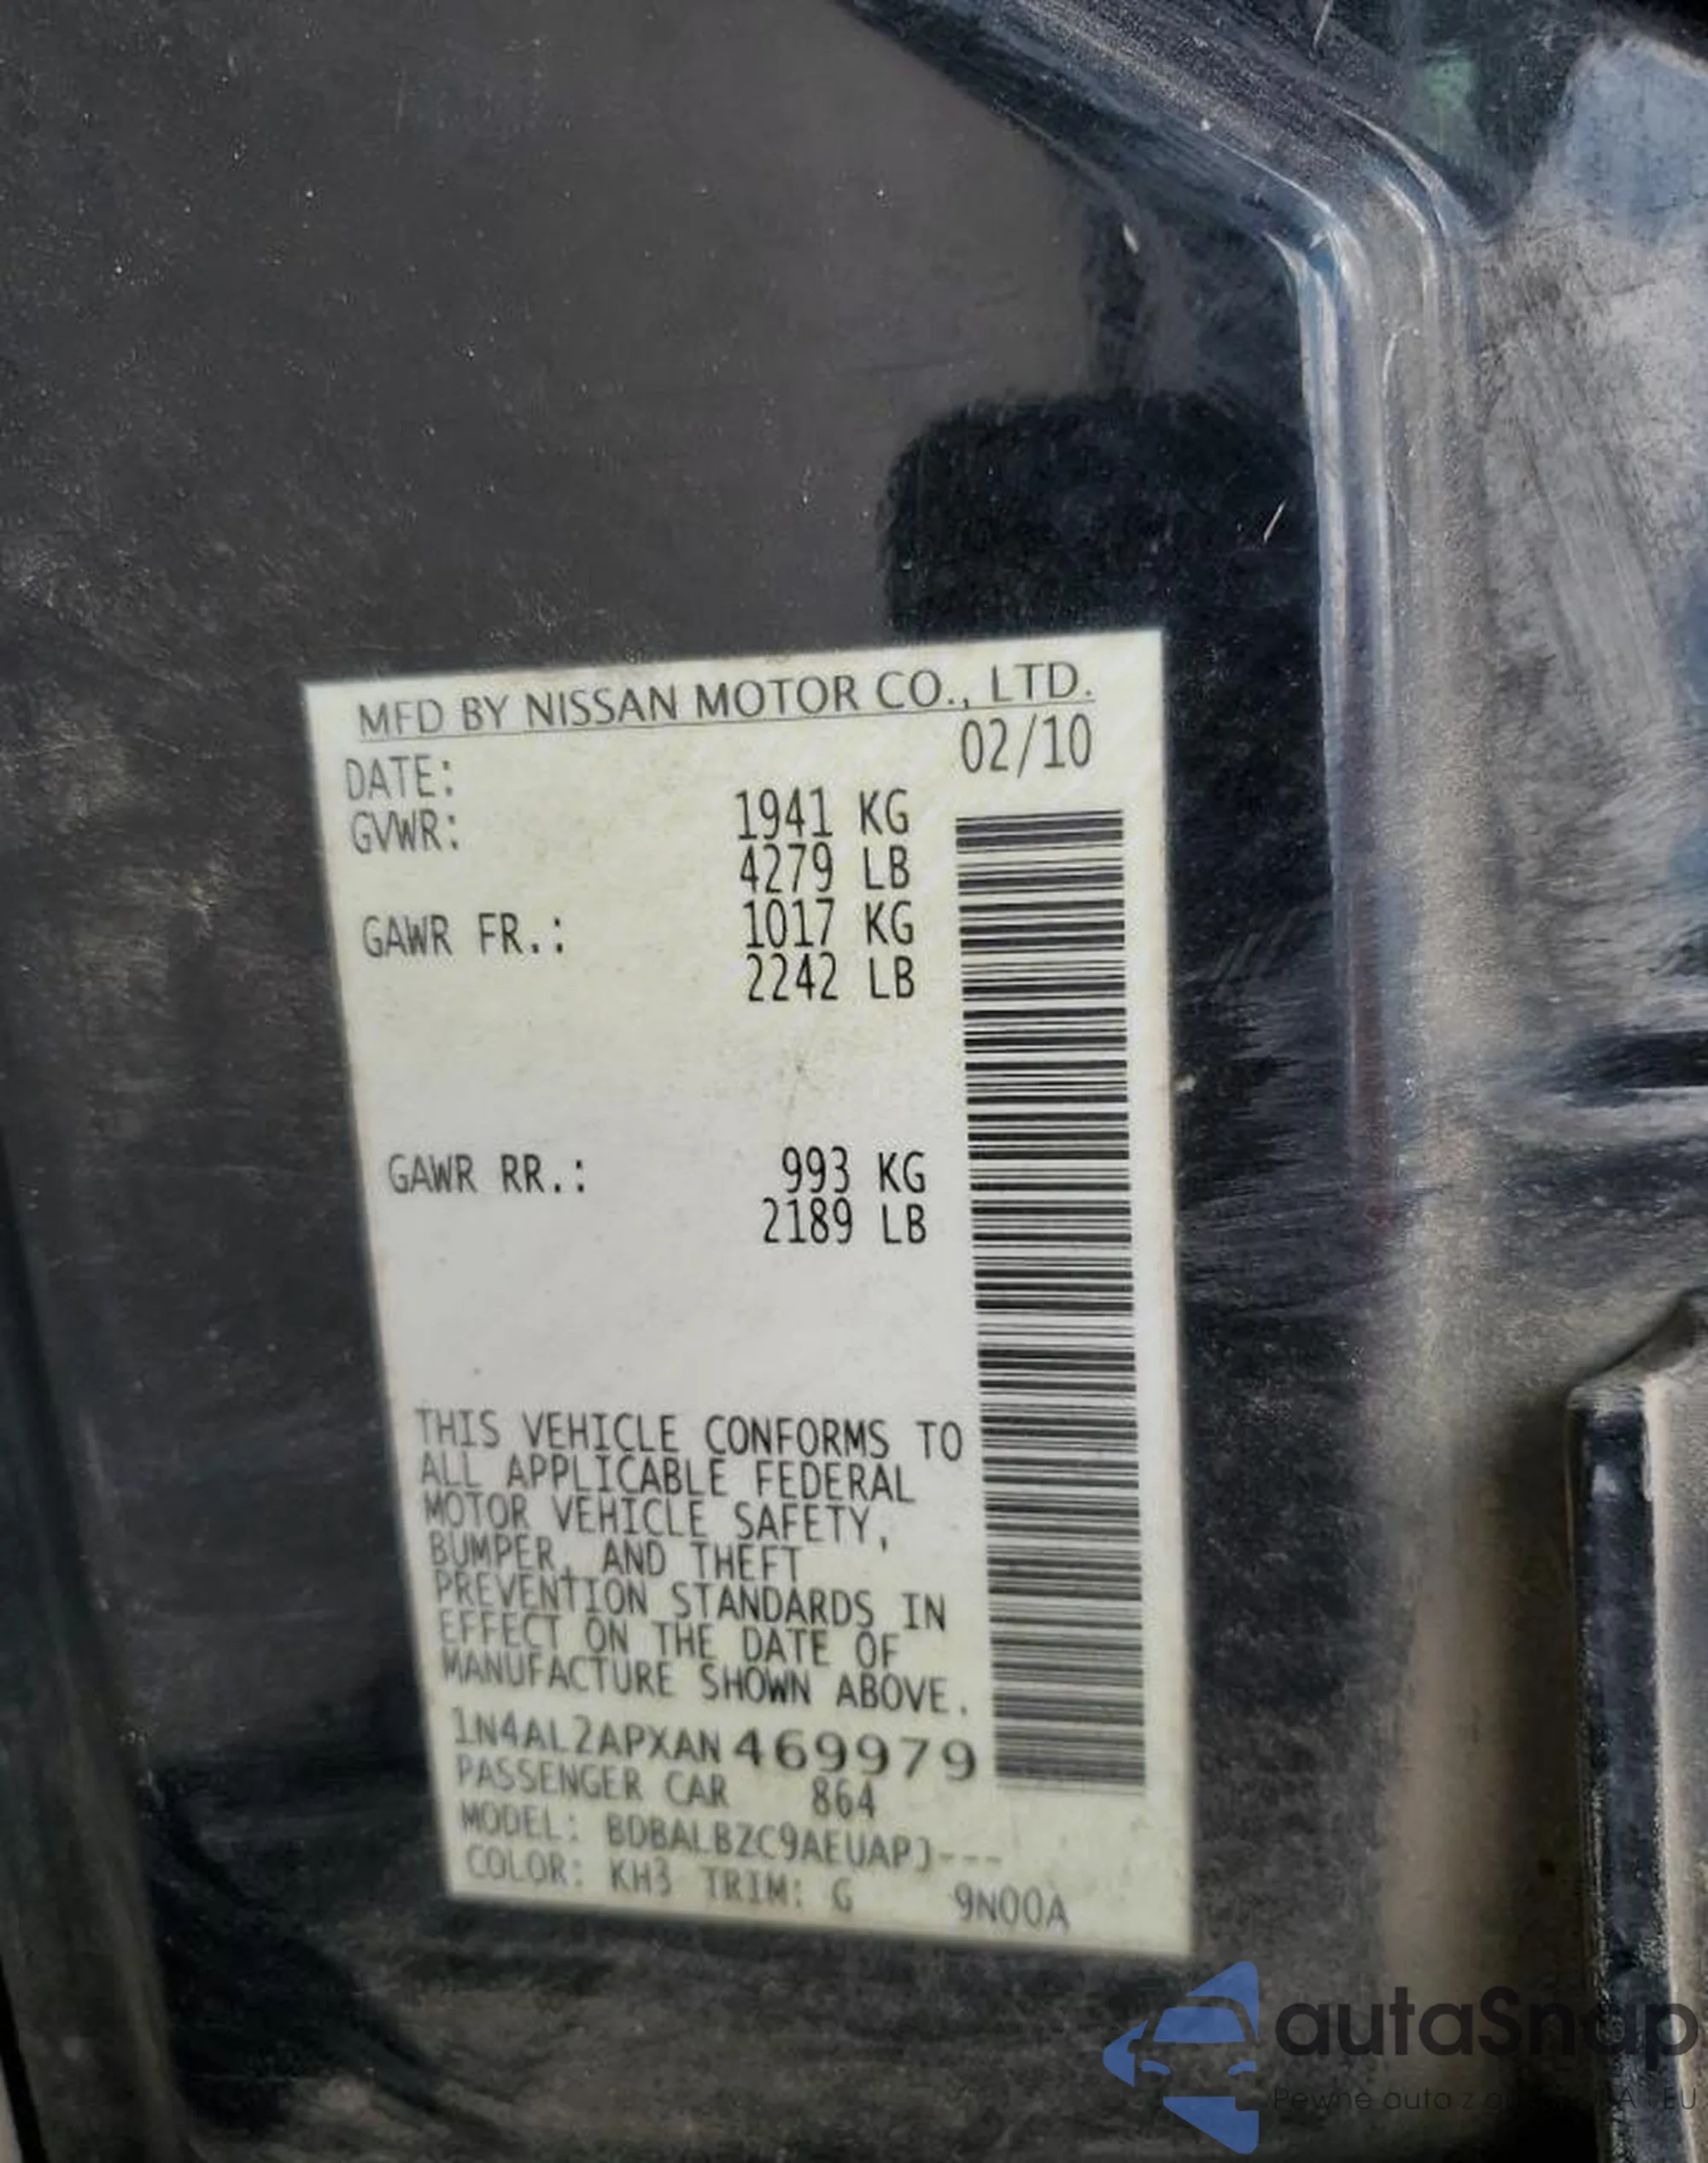 MFD BY NISSAN MOTOR CO., LTD.
DATE: 02/10
GVWR: 1941 KG
4279 LB
GAWR FR.: 1017 KG
2242 LB
GAWR RR.: 993 KG
2189 LB
THIS VEHICLE CONFORMS TO
ALL APPLICABLE FEDERAL
MOTOR VEHICLE SAFETY,
BUMPER, AND THEFT
PREVENTION STANDARDS IN
EFFECT ON THE DATE OF
MANUFACTURE SHOWN ABOVE.
1N4AL2APXAN469979
PASSENGER CAR 864
MODEL: BDBALBZC9AEUAPJ---
COLOR: KH3 TRIM: G 9N00A
autaSnap
Pewne auta z